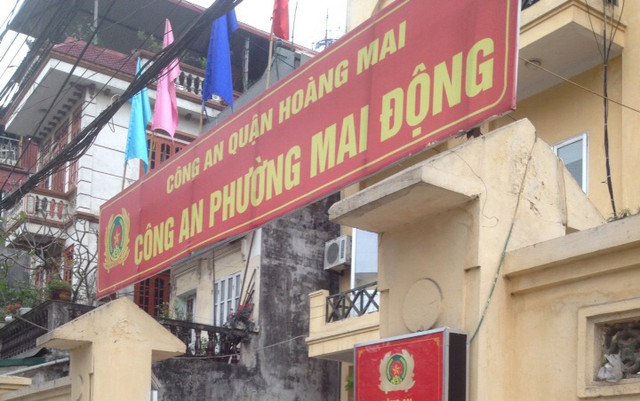 CÔNG AN QUẬN HOÀNG MAI
CÔNG AN PHƯỜNG MAI ĐỘNG